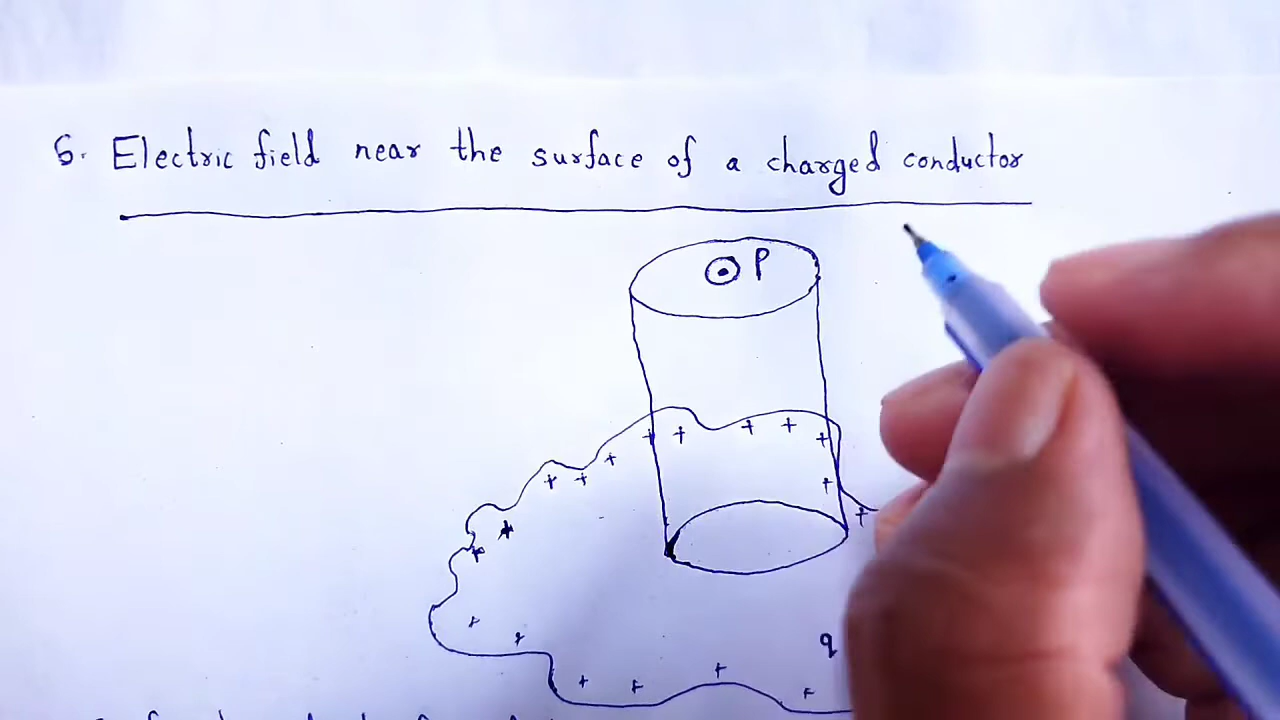 6. Electric field near the surface of a charged conductor
P
+ + + + + + + + + + + + + + + + + + +
q